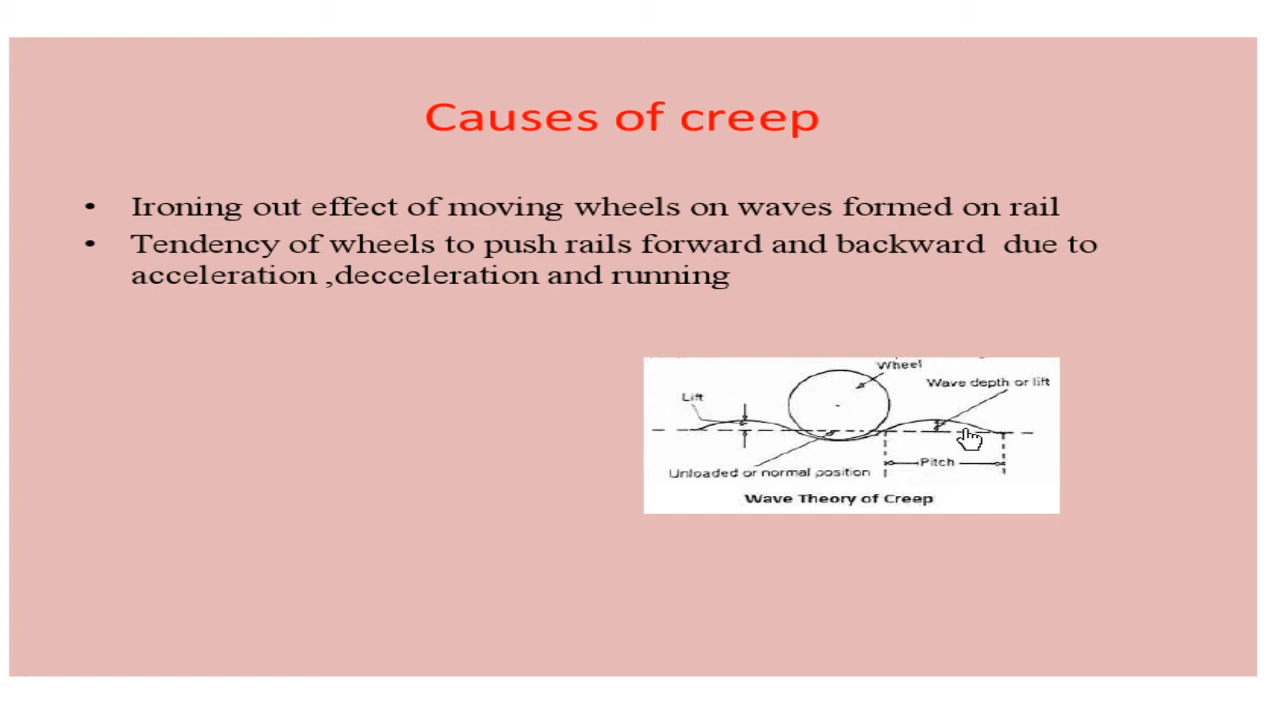 Causes of creep
• Ironing out effect of moving wheels on waves formed on rail
• Tendency of wheels to push rails forward and backward due to
acceleration ,decceleration and running
Wheel
Wave depth or lift
Lift
Pitch
Unloaded or normal position
Wave Theory of Creep